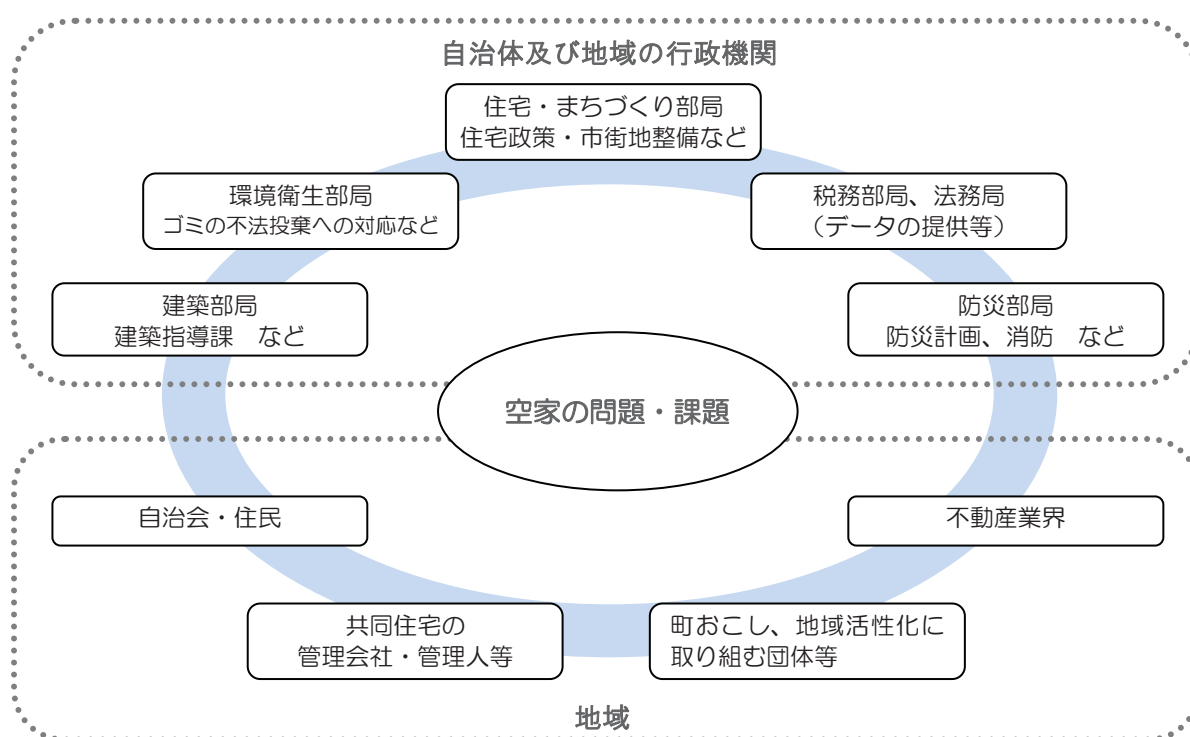 自治体及び地域の行政機関
住宅・まちづくり部局
住宅政策・市街地整備など
環境衛生部局
ゴミの不法投棄への対応など
税務部局、法務局
（データの提供等）
建築部局
建築指導課　など
防災部局
防災計画、消防　など
空家の問題・課題
自治会・住民
不動産業界
共同住宅の
管理会社・管理人等
町おこし、地域活性化に
取り組む団体等
地域